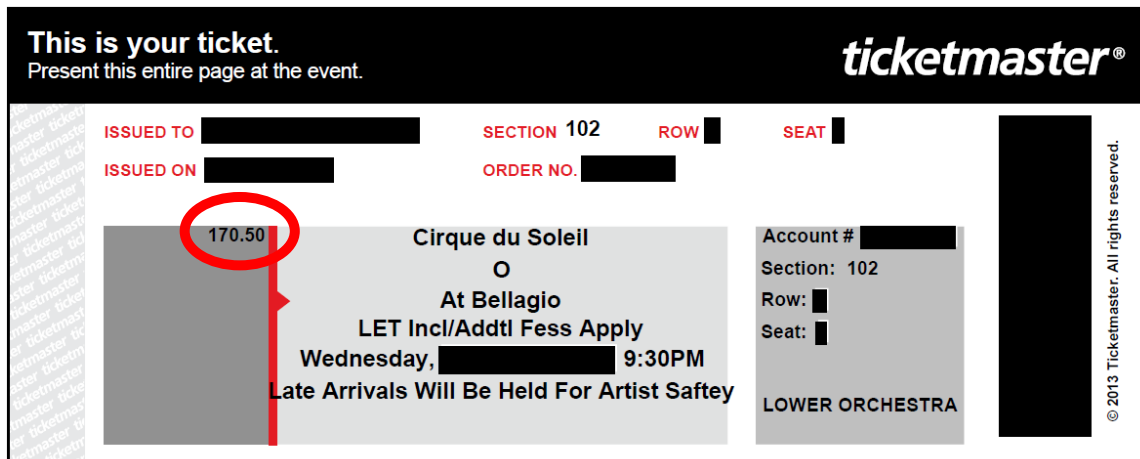 This is your ticket.
Present this entire page at the event.
ticketmaster®
ISSUED TO
SECTION 102
ROW
SEAT
ISSUED ON
ORDER NO.
170.50
Cirque du Soleil
O
At Bellagio
LET Incl/Addtl Fess Apply
Wednesday, 9:30PM
Late Arrivals Will Be Held For Artist Saftey
Account #
Section: 102
Row:
Seat:
LOWER ORCHESTRA
© 2013 Ticketmaster. All rights reserved.